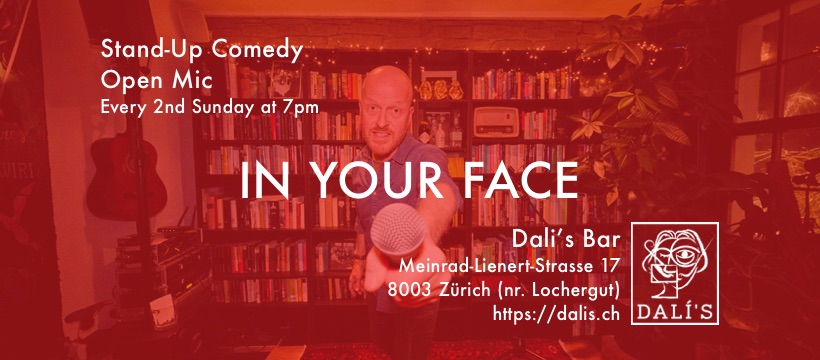 Stand-Up Comedy
Open Mic
Every 2nd Sunday at 7pm
IN YOUR FACE
Dali’s Bar
Meinrad-Lienert-Strasse 17
8003 Zürich (nr. Lochergut)
https://dalis.ch
DALÍ'S